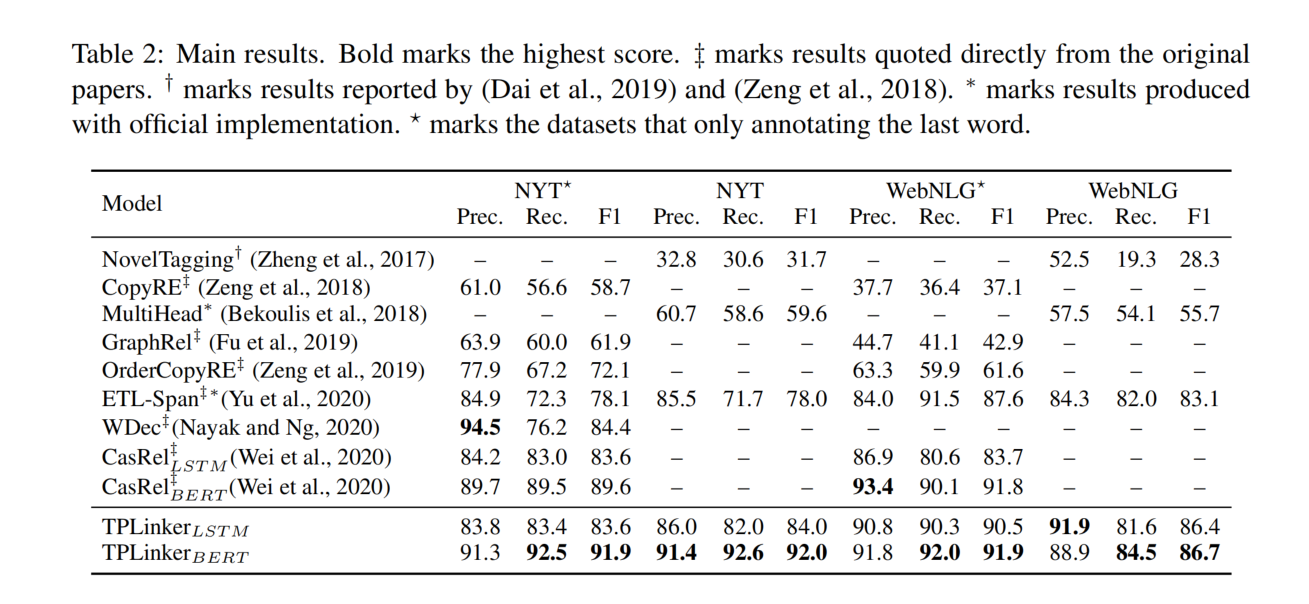 Table 2: Main results. Bold marks the highest score. ‡ marks results quoted directly from the original
papers. † marks results reported by (Dai et al., 2019) and (Zeng et al., 2018). * marks results produced
with official implementation. ⋆ marks the datasets that only annotating the last word.
Model NYT⋆ NYT WebNLG⋆ WebNLG
Prec. Rec. F1 Prec. Rec. F1 Prec. Rec. F1 Prec. Rec. F1
NovelTagging† (Zheng et al., 2017) – – – 32.8 30.6 31.7 – – – 52.5 19.3 28.3
CopyRE‡ (Zeng et al., 2018) 61.0 56.6 58.7 – – – 37.7 36.4 37.1 – – –
MultiHead* (Bekoulis et al., 2018) – – – 60.7 58.6 59.6 – – – 57.5 54.1 55.7
GraphRel‡ (Fu et al., 2019) 63.9 60.0 61.9 – – – 44.7 41.1 42.9 – – –
OrderCopyRE‡ (Zeng et al., 2019) 77.9 67.2 72.1 – – – 63.3 59.9 61.6 – – –
ETL-Span‡*(Yu et al., 2020) 84.9 72.3 78.1 85.5 71.7 78.0 84.0 91.5 87.6 84.3 82.0 83.1
WDec‡(Nayak and Ng, 2020) 94.5 76.2 84.4 – – – – – – – – –
CasRel‡LSTM(Wei et al., 2020) 84.2 83.0 83.6 – – – 86.9 80.6 83.7 – – –
CasRel‡BERT(Wei et al., 2020) 89.7 89.5 89.6 – – – 93.4 90.1 91.8 – – –
TPLinkerLSTM 83.8 83.4 83.6 86.0 82.0 84.0 90.8 90.3 90.5 91.9 81.6 86.4
TPLinkerBERT 91.3 92.5 91.9 91.4 92.6 92.0 91.8 92.0 91.9 88.9 84.5 86.7